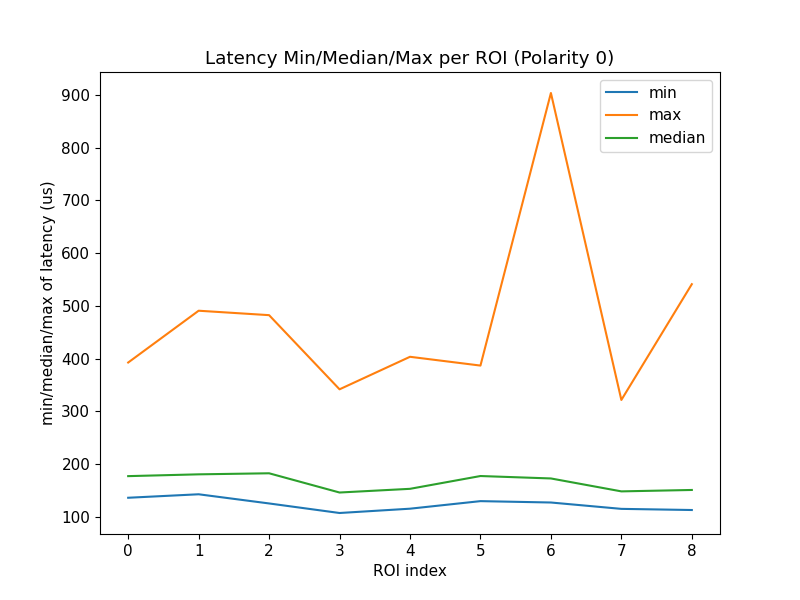 Latency Min/Median/Max per ROI (Polarity 0)
min
max
median
min/median/max of latency (us)
900
800
700
600
500
400
300
200
100
0 1 2 3 4 5 6 7 8
ROI index